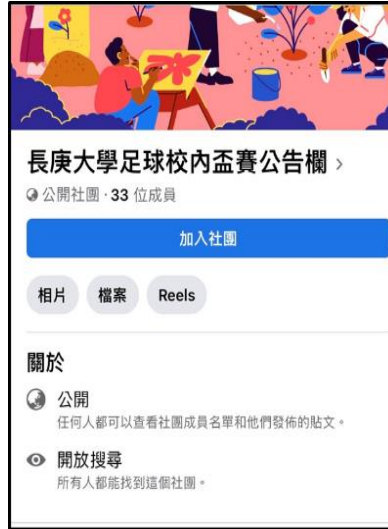 長庚大學足球校內盃賽公告欄 ›
公開社團 · 33 位成員
加入社團
相片 檔案 Reels
關於
公開
任何人都可以查看社團成員名單和他們發佈的貼文。
開放搜尋
所有人都能找到這個社團。